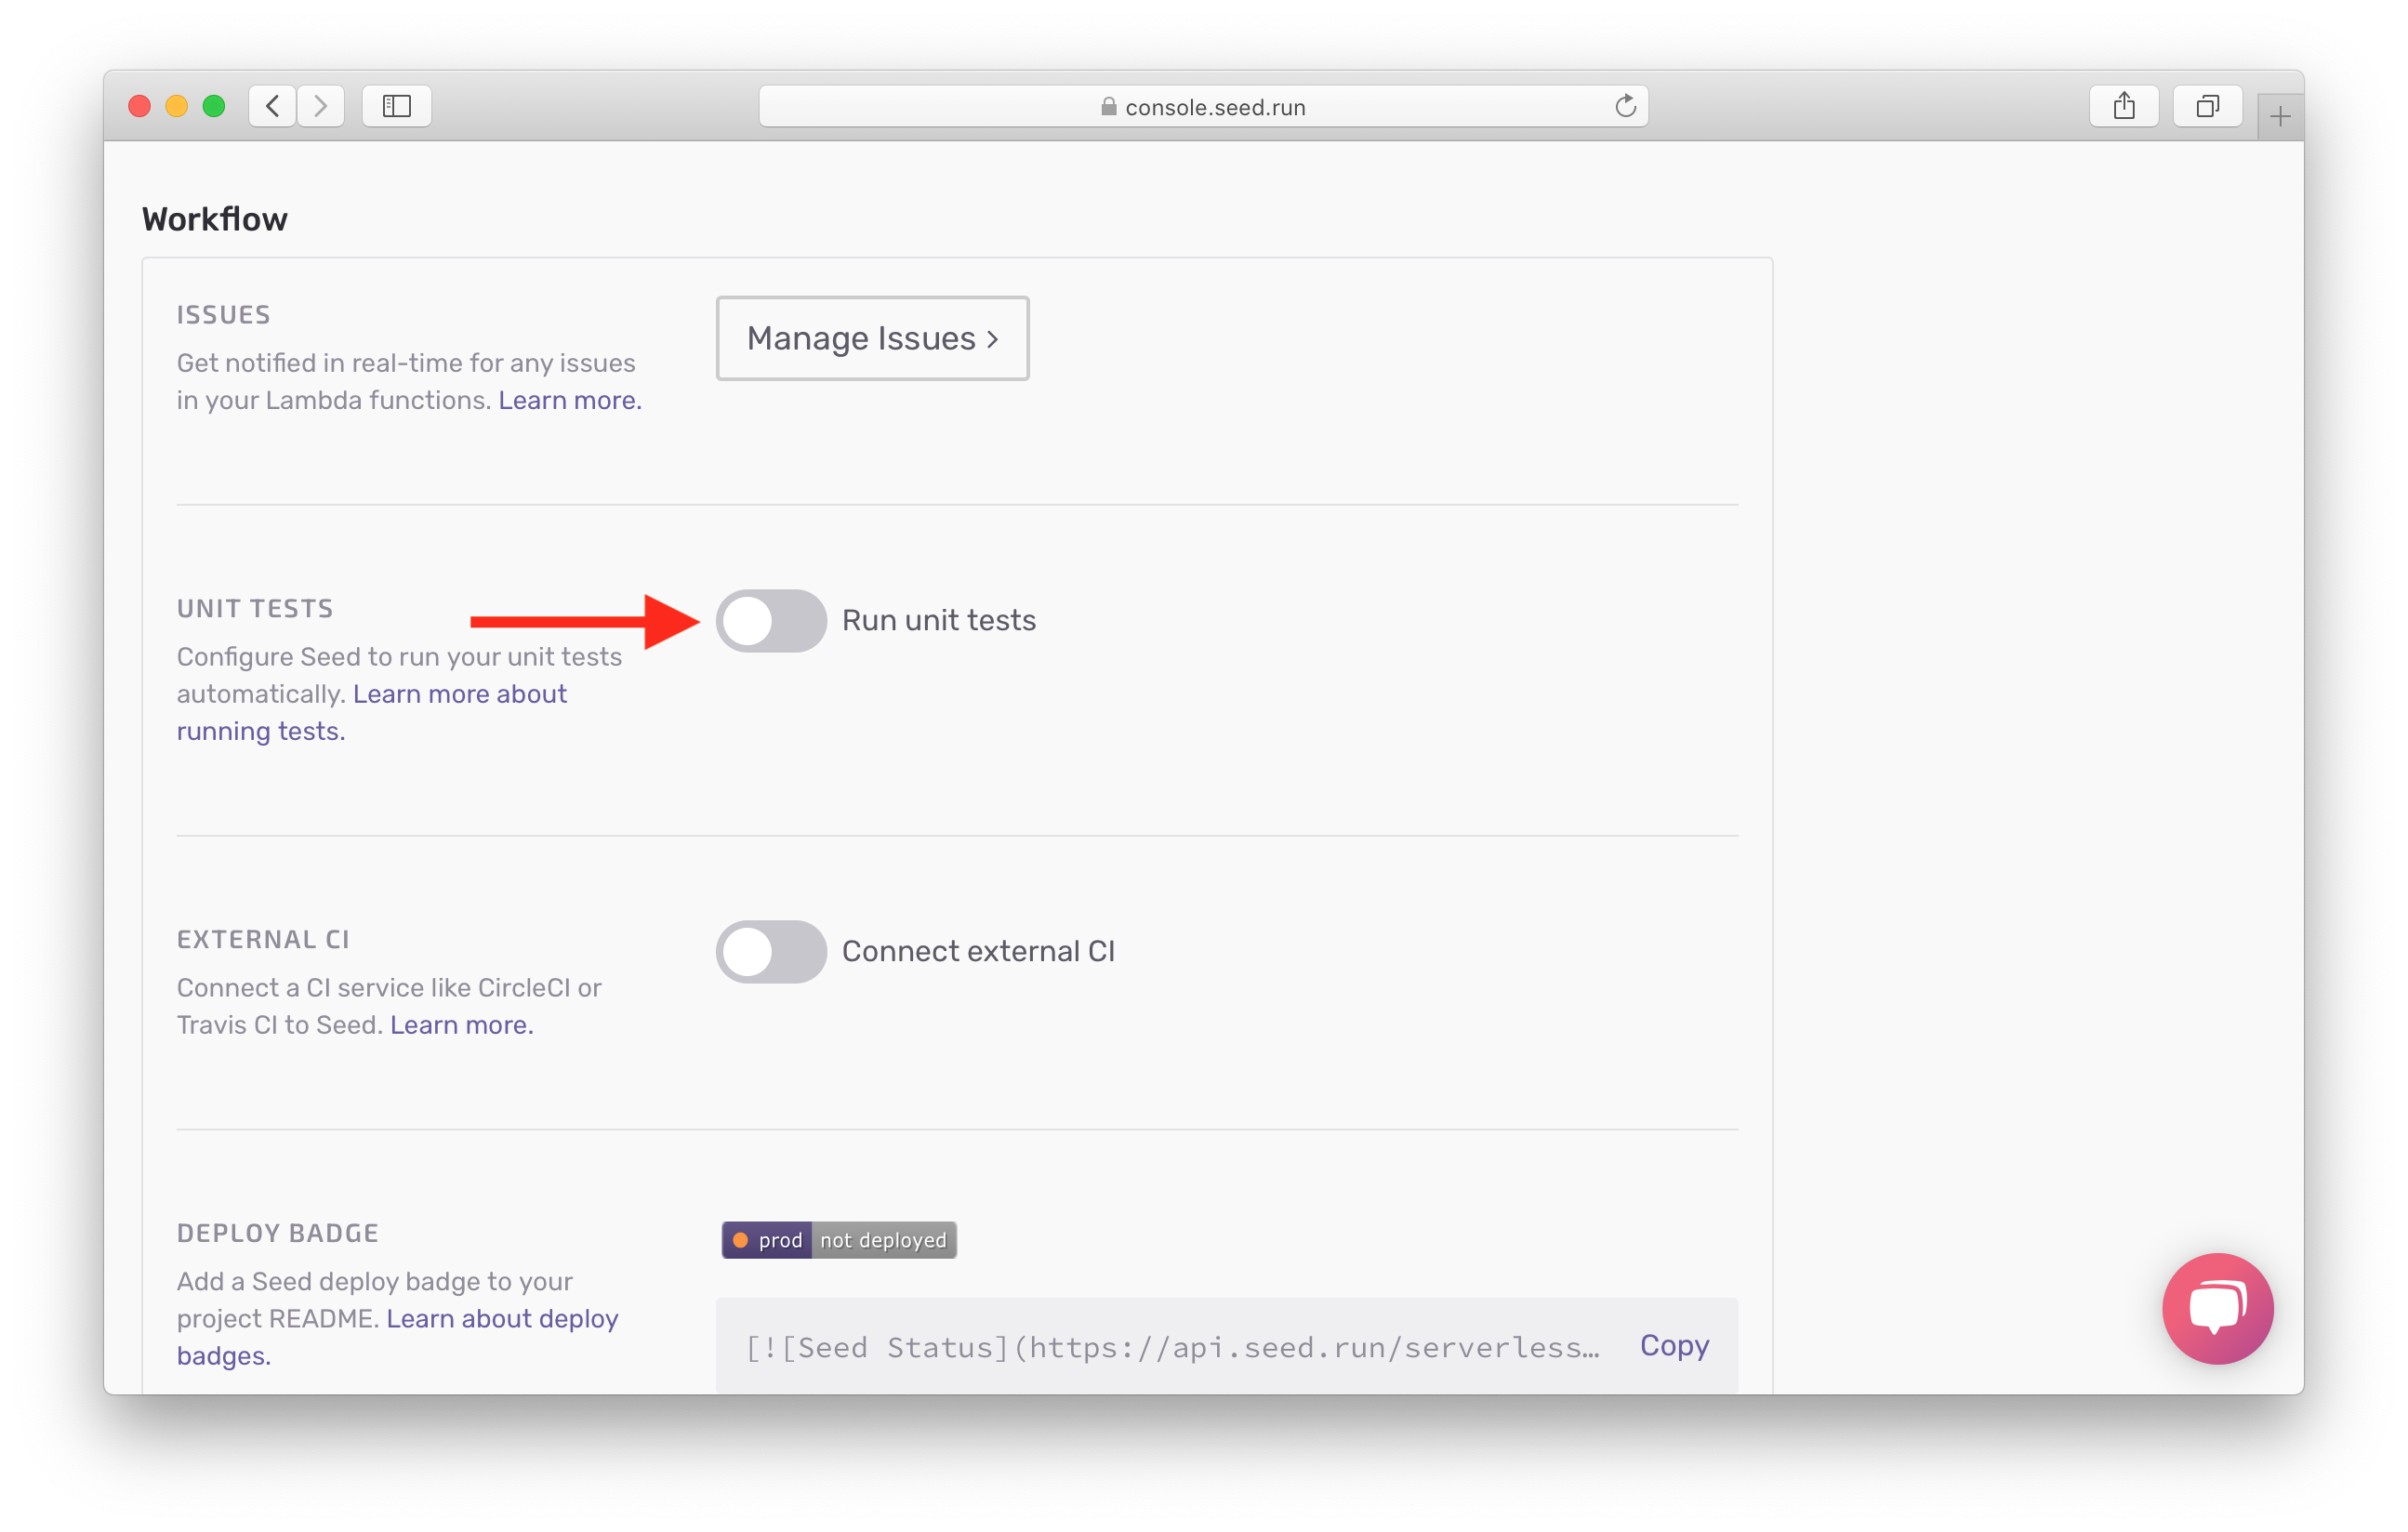 console.seed.run
Workflow
ISSUES
Get notified in real-time for any issues
in your Lambda functions. Learn more.
Manage Issues >
UNIT TESTS
Configure Seed to run your unit tests
automatically. Learn more about
running tests.
Run unit tests
EXTERNAL CI
Connect a CI service like CircleCI or
Travis CI to Seed. Learn more.
Connect external CI
DEPLOY BADGE
Add a Seed deploy badge to your
project README. Learn about deploy
badges.
prod not deployed
[![Seed Status](https://api.seed.run/serverless… Copy